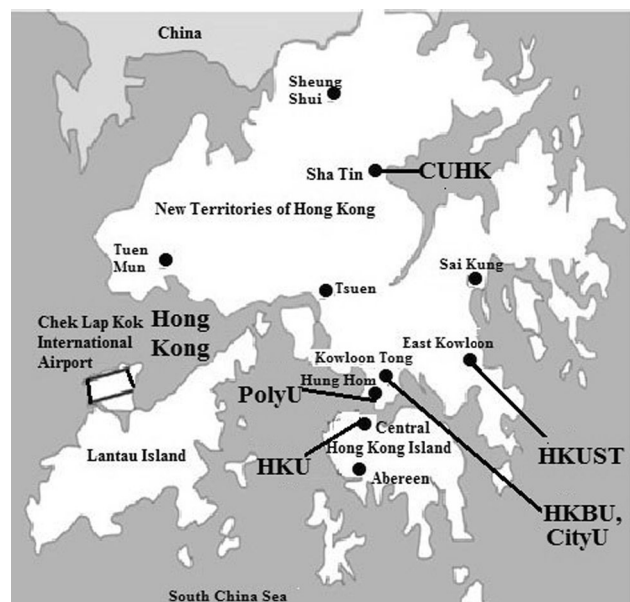 China
Sheung
Shui
Sha Tin
CUHK
New Territories of Hong Kong
Tuen
Mun
Sai Kung
Tsuen
Chek Lap Kok
International
Airport
Hong
Kong
East Kowloon
Kowloon Tong
Hung Hom
PolyU
Central
Hong Kong Island
HKU
Lantau Island
Abereen
HKUST
HKBU,
CityU
South China Sea